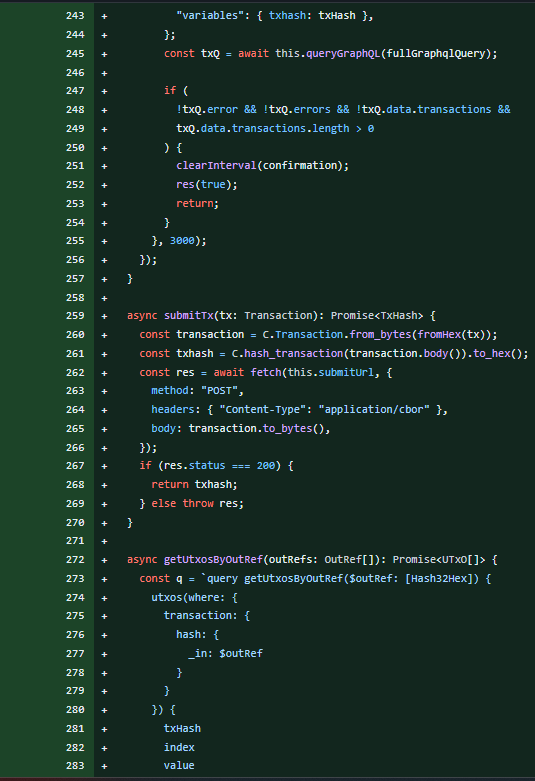 243 + "variables": { txhash: txHash },
244 + };
245 + const txQ = await this.queryGraphQL(fullGraphqlQuery);
246 +
247 + if (
248 + !txQ.error && !txQ.errors && !txQ.data.transactions &&
249 + txQ.data.transactions.length > 0
250 + ) {
251 + clearInterval(confirmation);
252 + res(true);
253 + return;
254 + }
255 + }, 3000);
256 + });
257 + }
258 +
259 + async submitTx(tx: Transaction): Promise<TxHash> {
260 + const transaction = C.Transaction.from_bytes(fromHex(tx));
261 + const txhash = C.hash_transaction(transaction.body()).to_hex();
262 + const res = await fetch(this.submitUrl, {
263 + method: "POST",
264 + headers: { "Content-Type": "application/cbor" },
265 + body: transaction.to_bytes(),
266 + });
267 + if (res.status === 200) {
268 + return txhash;
269 + } else throw res;
270 + }
271 +
272 + async getUtxosByOutRef(outRefs: OutRef[]): Promise<UTxO[]> {
273 + const q = `query getUtxosByOutRef($outRef: [Hash32Hex]) {
274 + utxos(where: {
275 + transaction: {
276 + hash: {
277 + _in: $outRef
278 + }
279 + }
280 + }) {
281 + txHash
282 + index
283 + value